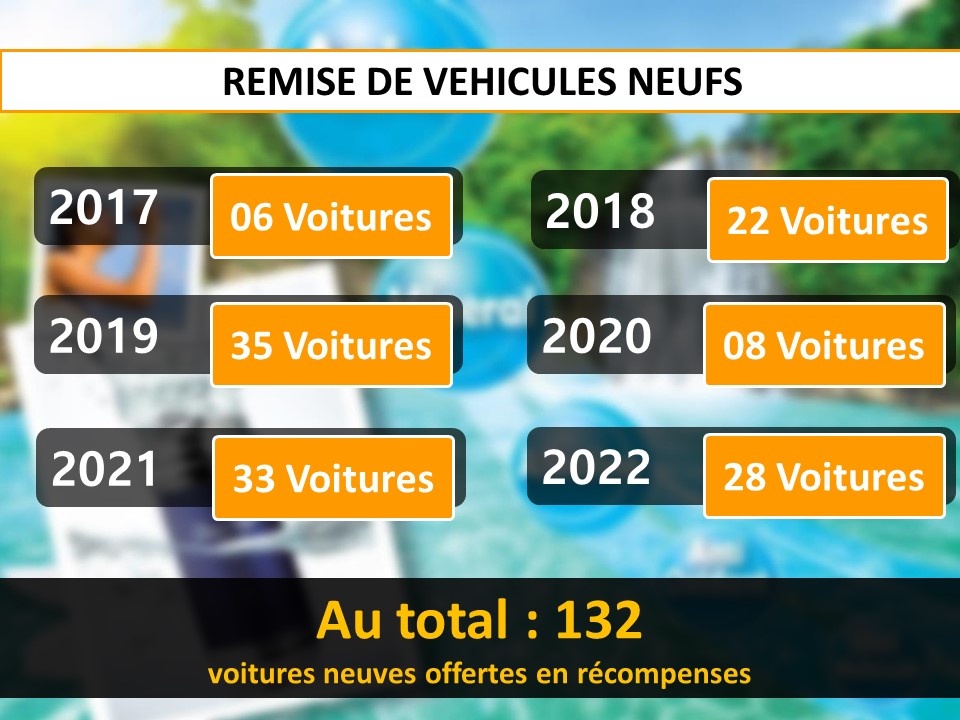 REMISE DE VEHICULES NEUFS
2017
06 Voitures
2018
22 Voitures
2019
35 Voitures
2020
08 Voitures
2021
33 Voitures
2022
28 Voitures
Au total : 132
voitures neuves offertes en récompenses